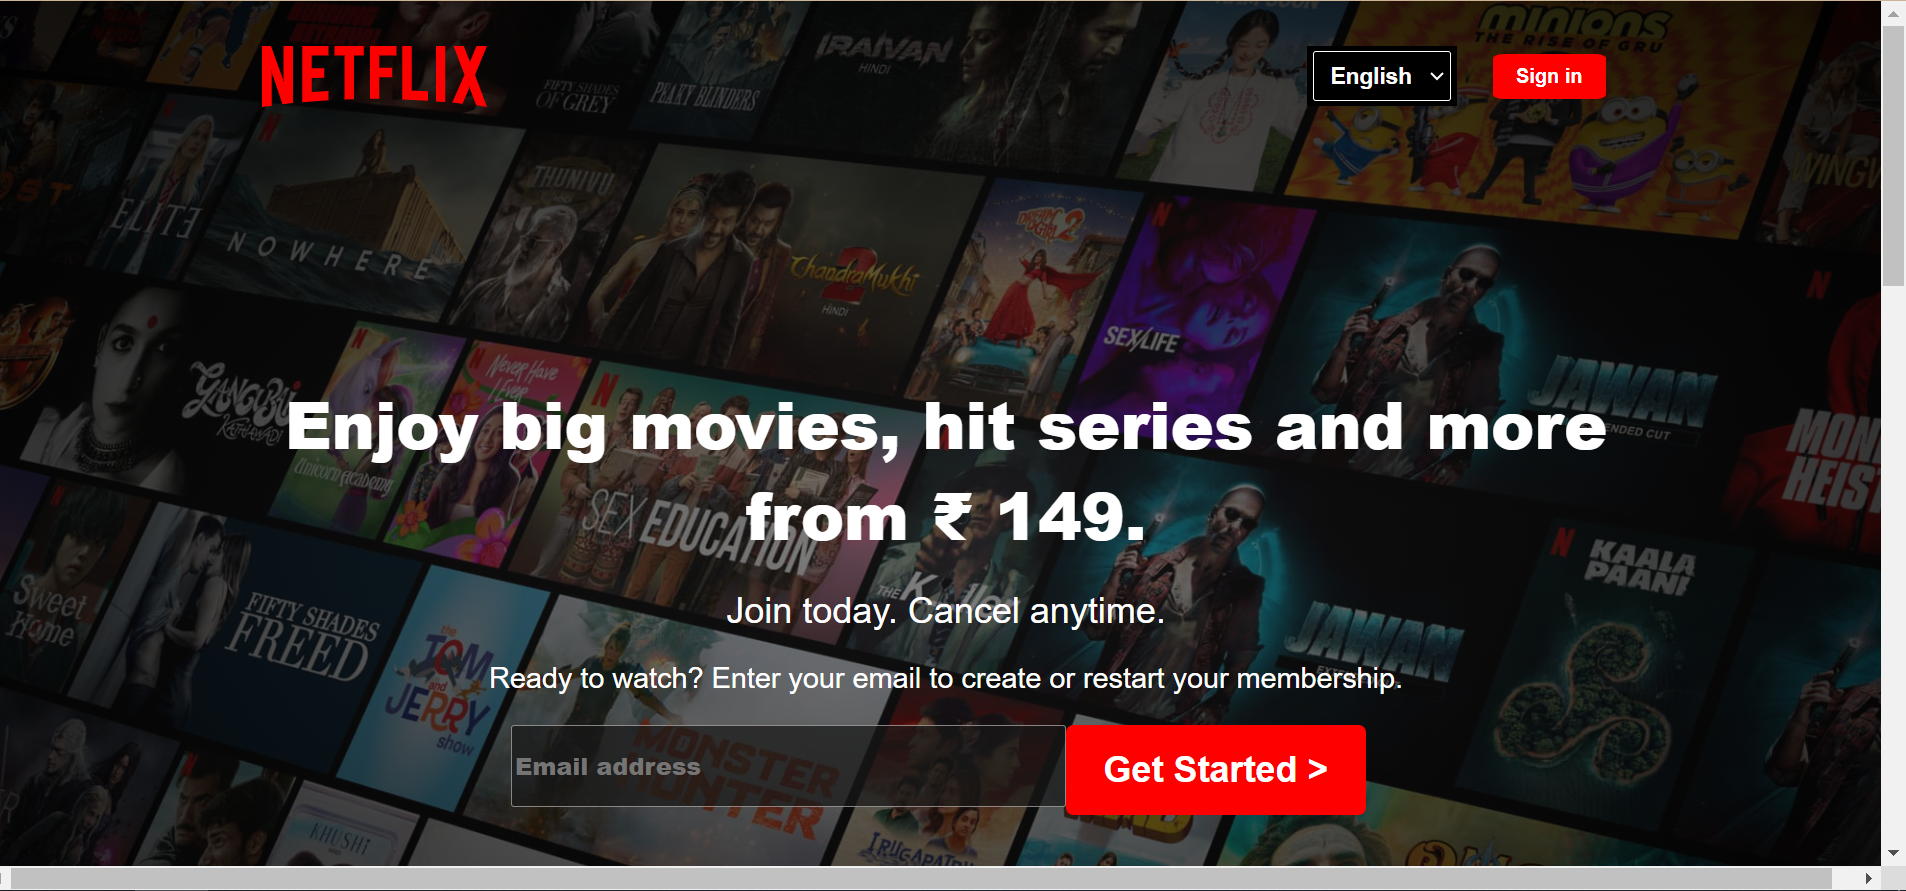 NETFLIX
English
Sign in
MINIONS
THE RISE OF GRU
IRAIVAN
HINDI
FIFTY SHADES
OF GREY
PEAKY BLINDERS
ELITE
NOWHERE
THUNIVU
ChandraMukhi
2
HINDI
DREAM
GIRL 2
SEX/LIFE
JAWAN
GANGUBAI
KATHIAWADI
Never Have
I Ever
Unicorn Academy
Enjoy big movies, hit series and more
from ₹ 149.
SEX EDUCATION
MONEY
HEIST
KAALA
PAANI
Sweet
Home
FIFTY SHADES
FREED
THE
JAWAN
Join today. Cancel anytime.
Ready to watch? Enter your email to create or restart your membership.
the
TOM
and
JERRY
show
MONSTER
HUNTER
Email address
Get Started >
KHUSHI
IRUGAPATRU